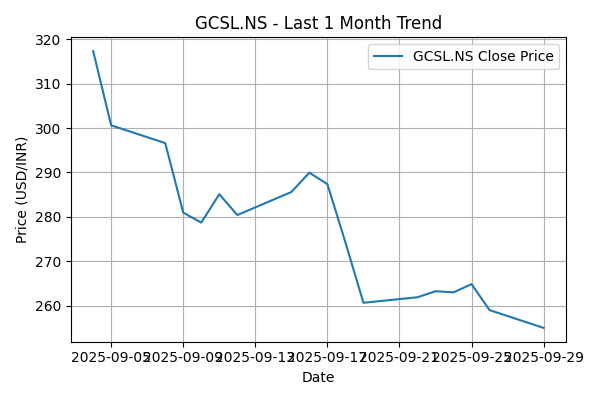 GCSL.NS - Last 1 Month Trend
GCSL.NS Close Price
Price (USD/INR)
320
310
300
290
280
270
260
2025-09-05 2025-09-09 2025-09-13 2025-09-17 2025-09-21 2025-09-25 2025-09-29
Date